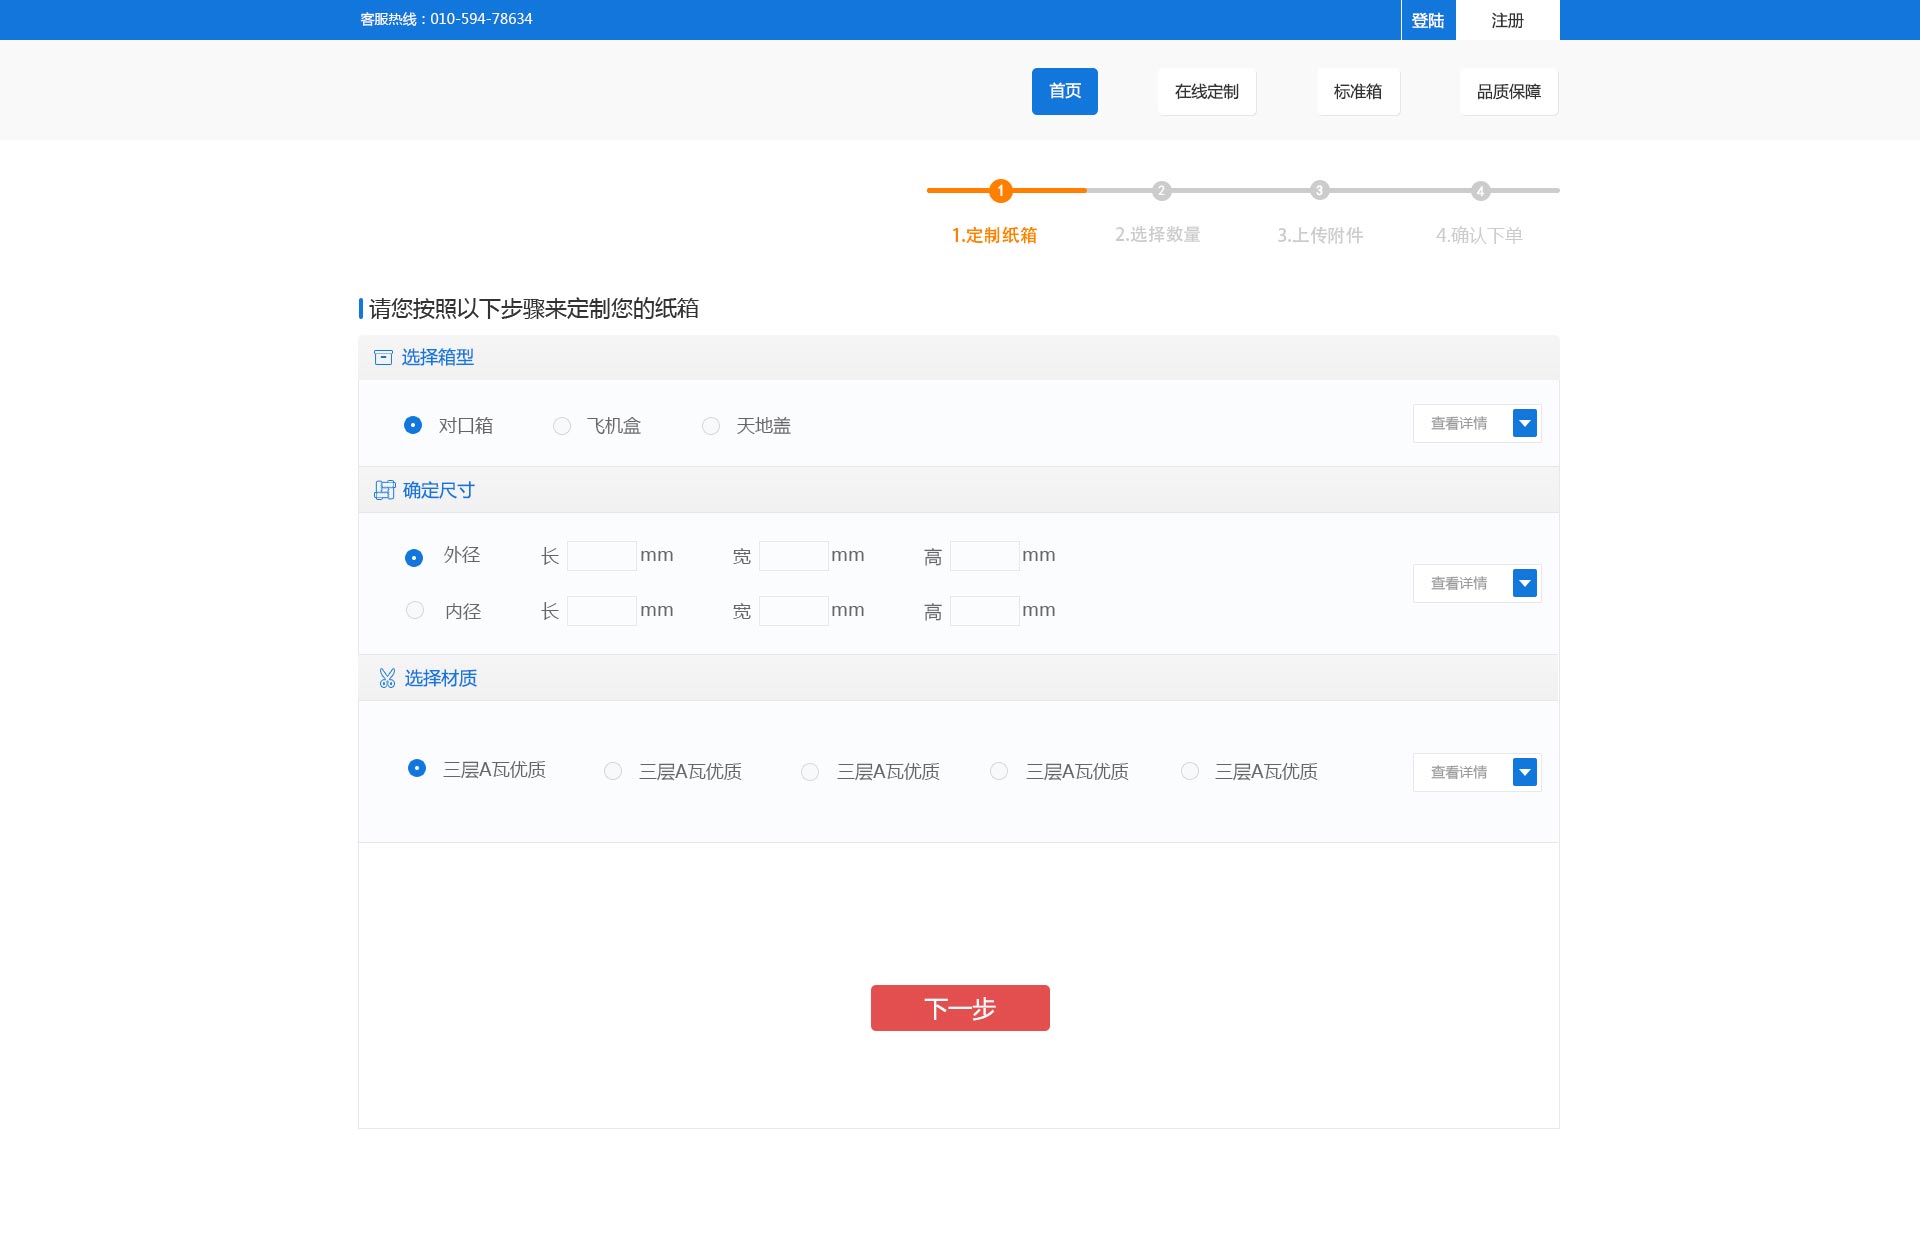 客服热线：010-594-78634 登陆 注册
首页 在线定制 标准箱 品质保障
1 2 3 4
1.定制纸箱 2.选择数量 3.上传附件 4.确认下单
请您按照以下步骤来定制您的纸箱
选择箱型
对口箱 飞机盒 天地盖 查看详情
确定尺寸
外径 长 mm 宽 mm 高 mm
查看详情
内径 长 mm 宽 mm 高 mm
选择材质
三层A瓦优质 三层A瓦优质 三层A瓦优质 三层A瓦优质 三层A瓦优质 查看详情
下一步